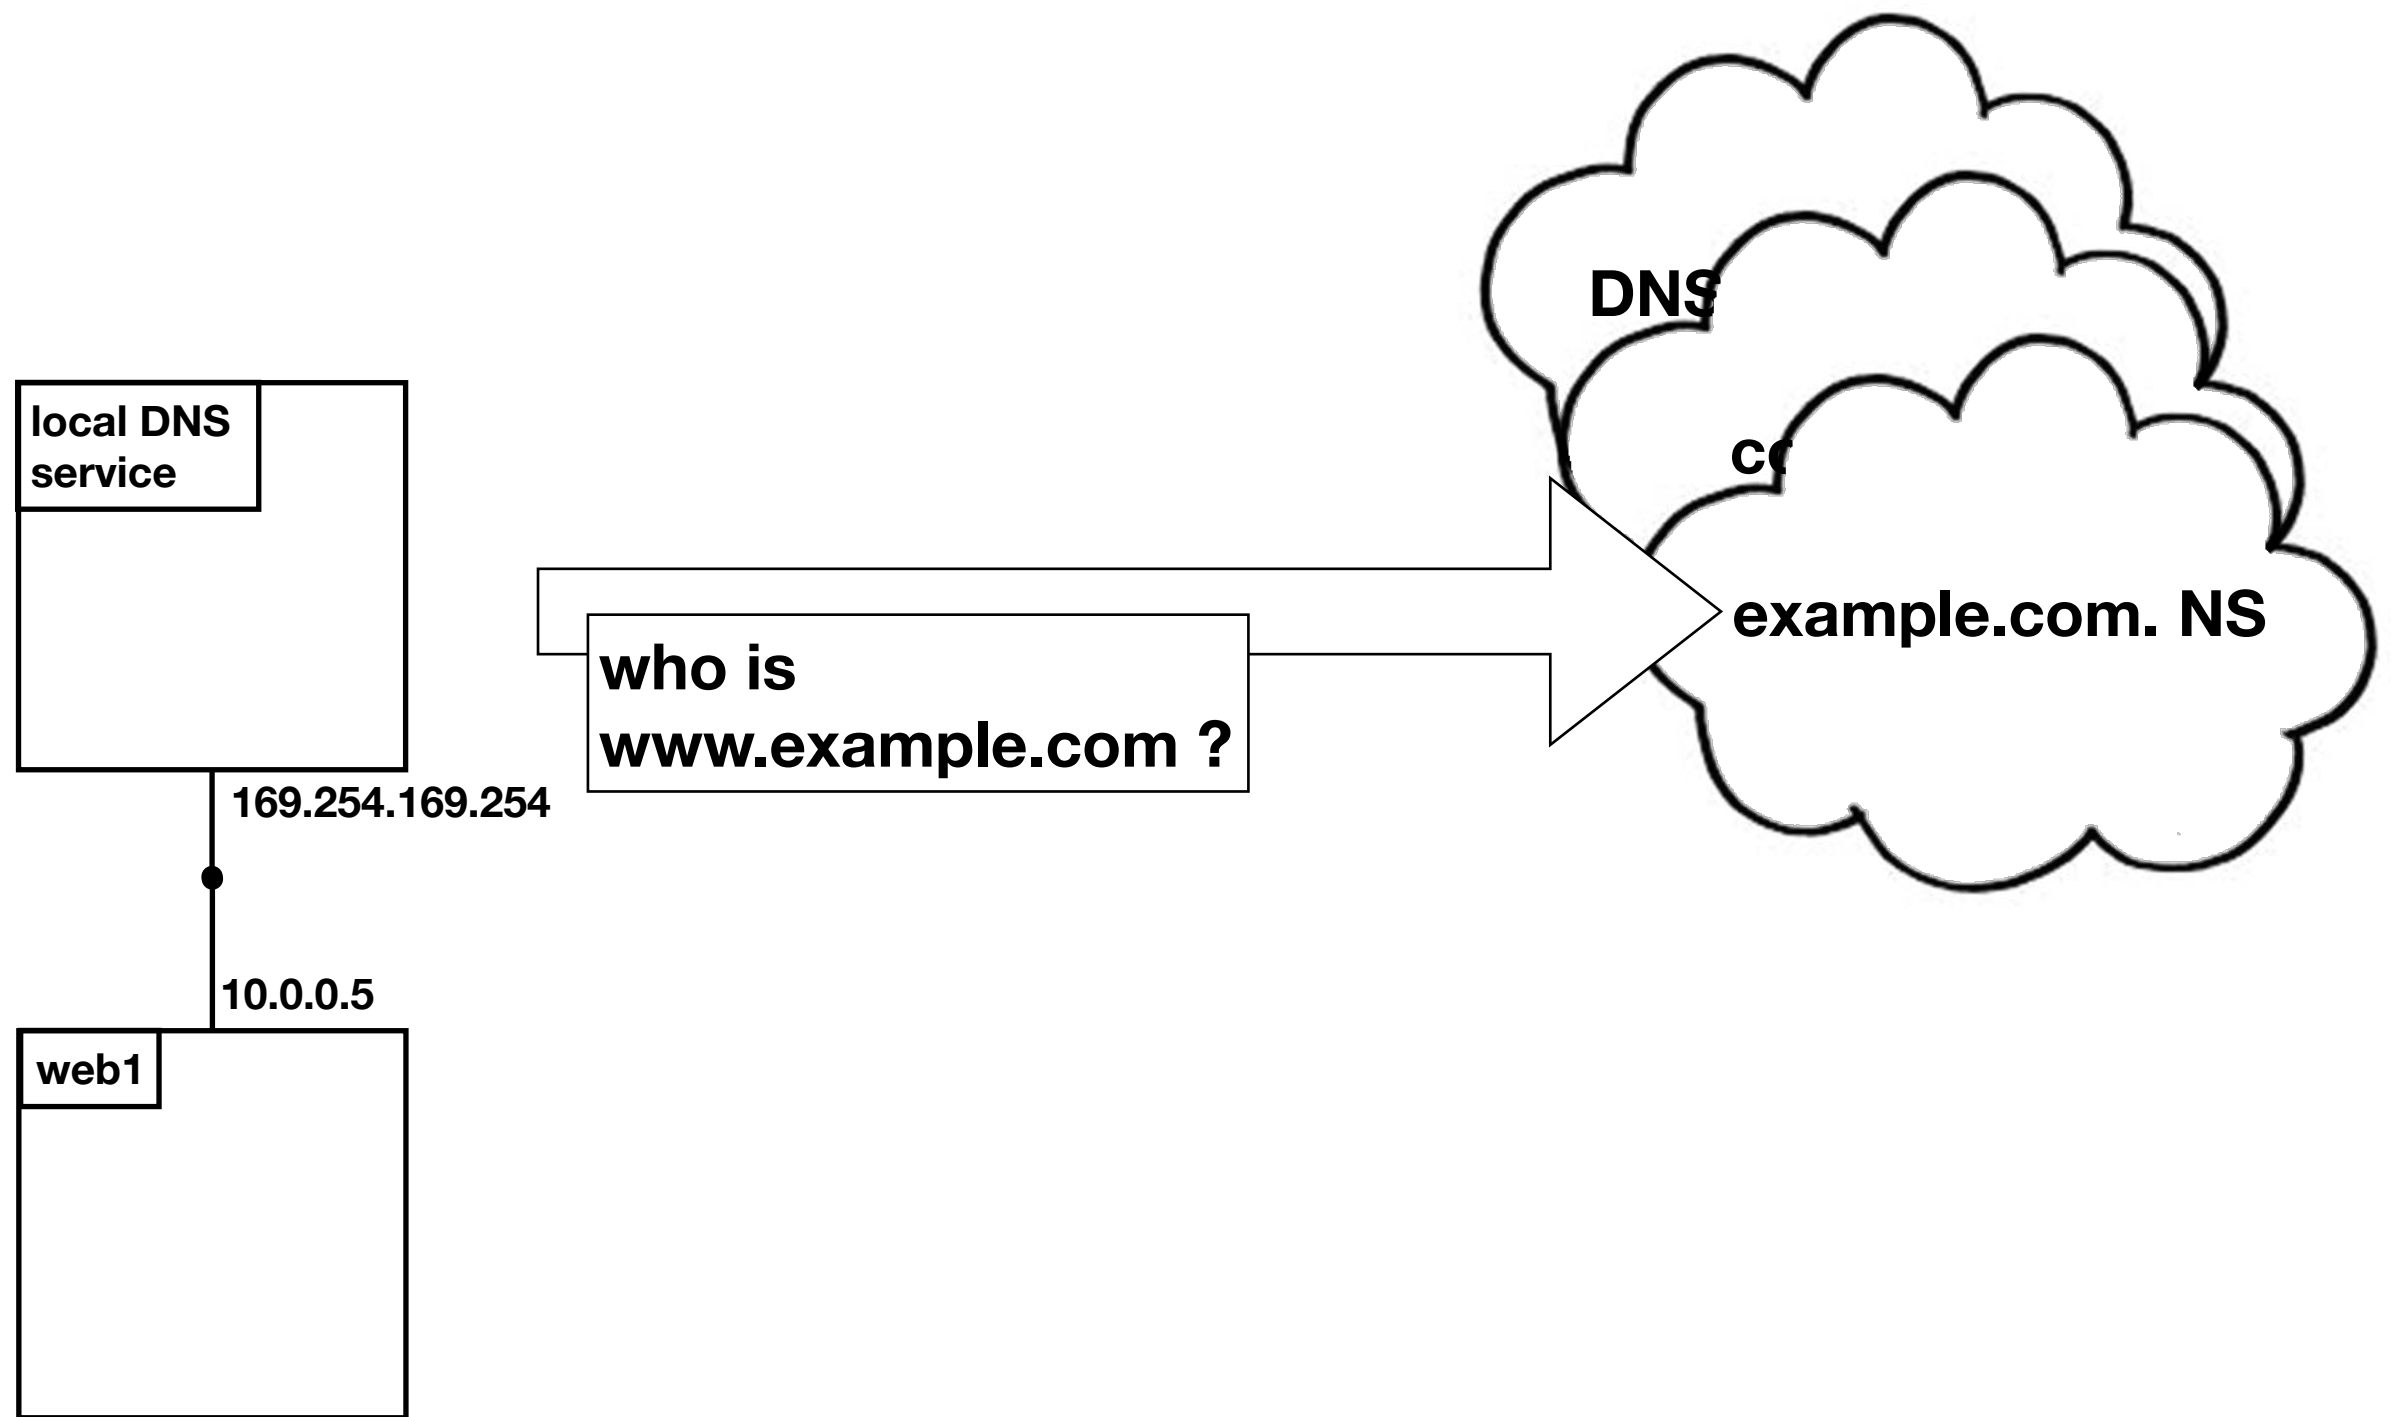 DNS
local DNS
service
example.com. NS
who is
www.example.com ?
169.254.169.254
10.0.0.5
web1